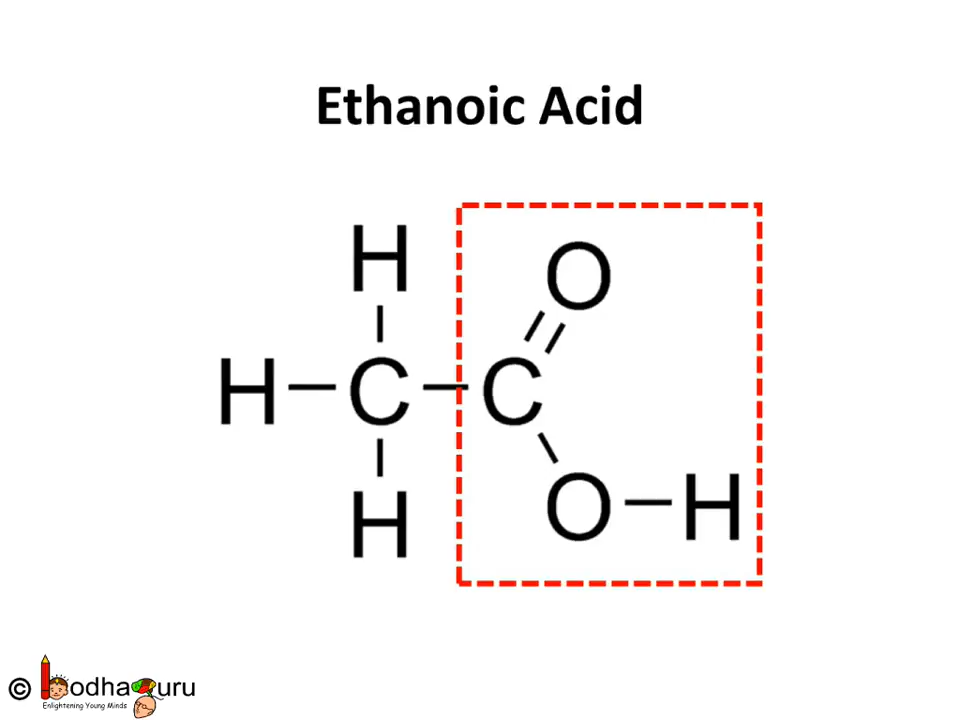 Ethanoic Acid
H O
H C C
H O H
© BodhaGuru
Enlightening Young Minds